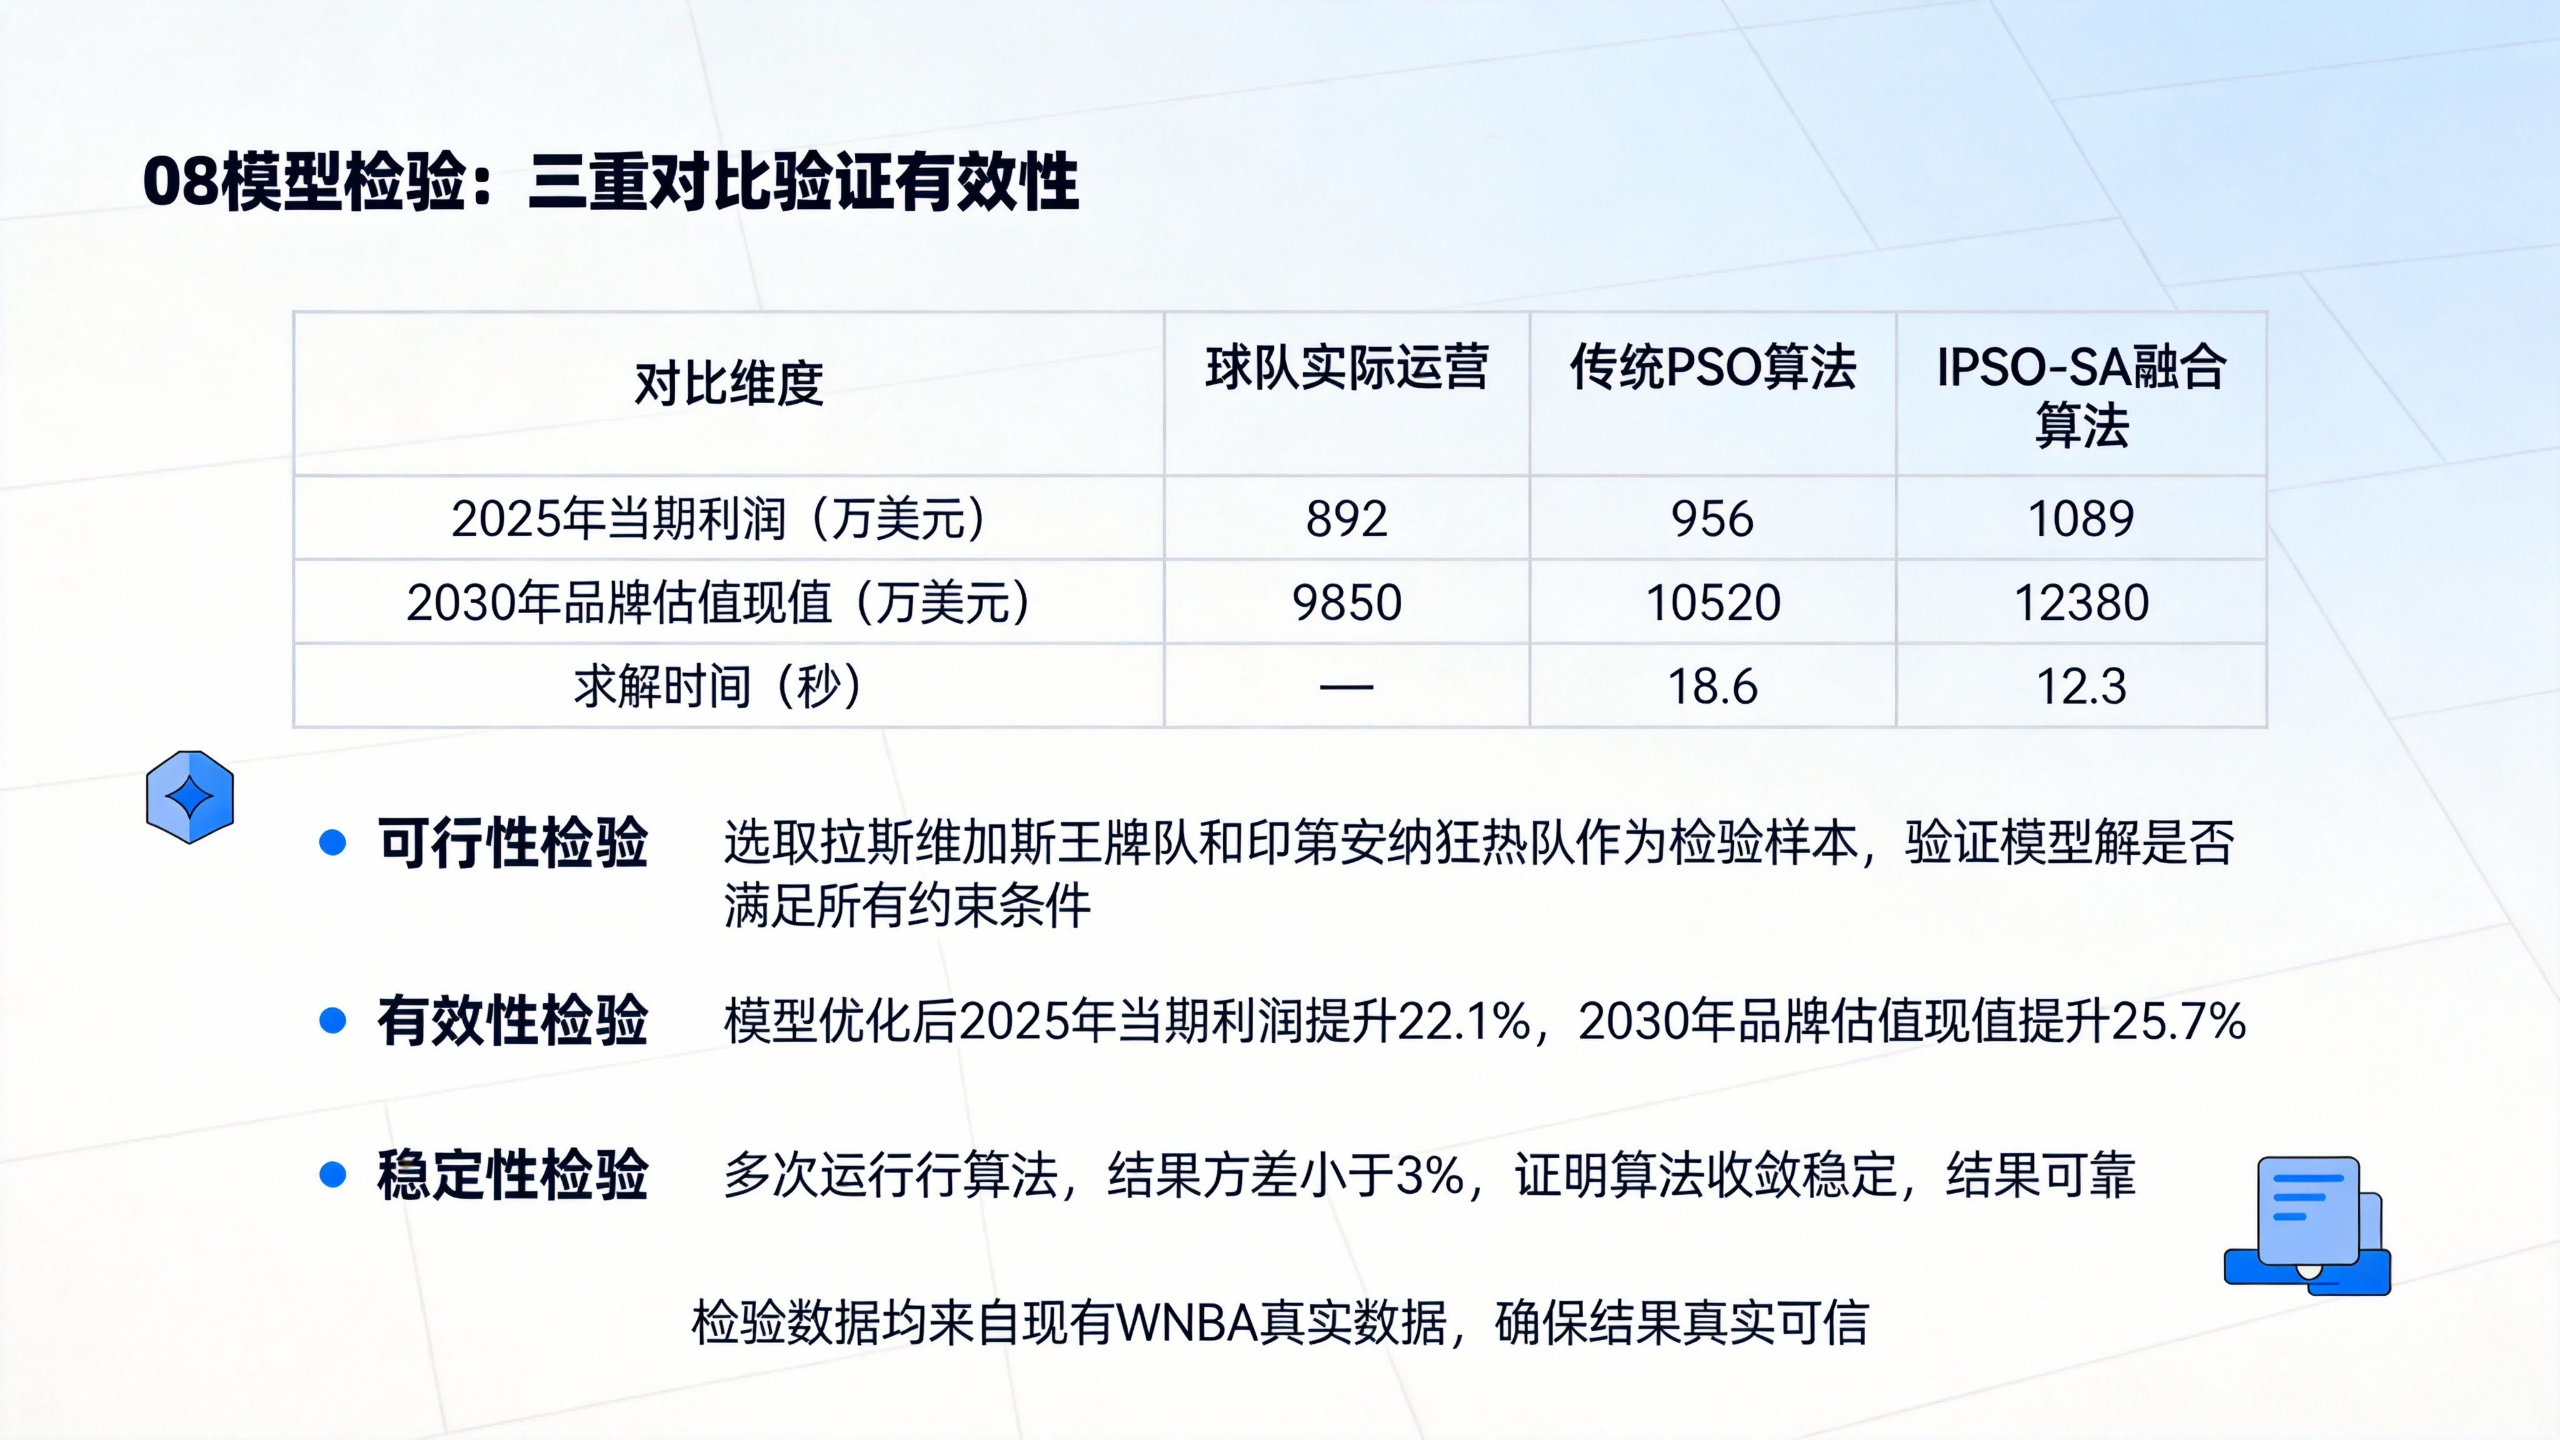 08模型检验：三重对比验证有效性
对比维度 球队实际运营 传统PSO算法 IPSO-SA融合
算法
2025年当期利润（万美元） 892 956 1089
2030年品牌估值现值（万美元） 9850 10520 12380
求解时间（秒） — 18.6 12.3
可行性检验 选取拉斯维加斯王牌队和印第安纳狂热队作为检验样本，验证模型解是否
满足所有约束条件
有效性检验 模型优化后2025年当期利润提升22.1%，2030年品牌估值现值提升25.7%
稳定性检验 多次运行行算法，结果方差小于3%，证明算法收敛稳定，结果可靠
检验数据均来自现有WNBA真实数据，确保结果真实可信